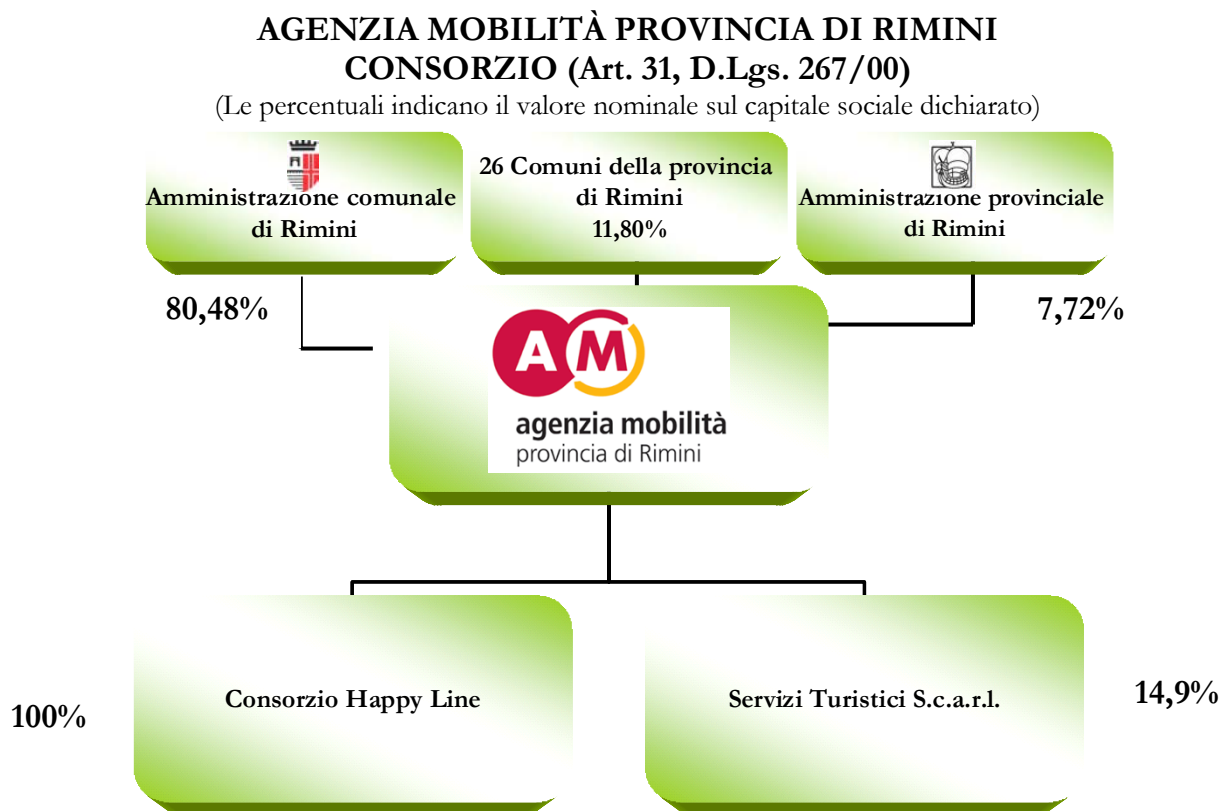 AGENZIA MOBILITÀ PROVINCIA DI RIMINI
CONSORZIO (Art. 31, D.Lgs. 267/00)
(Le percentuali indicano il valore nominale sul capitale sociale dichiarato)
Amministrazione comunale
di Rimini
26 Comuni della provincia
di Rimini
11,80%
Amministrazione provinciale
di Rimini
80,48%
7,72%
AM
agenzia mobilità
provincia di Rimini
Consorzio Happy Line
Servizi Turistici S.c.a.r.l.
100%
14,9%